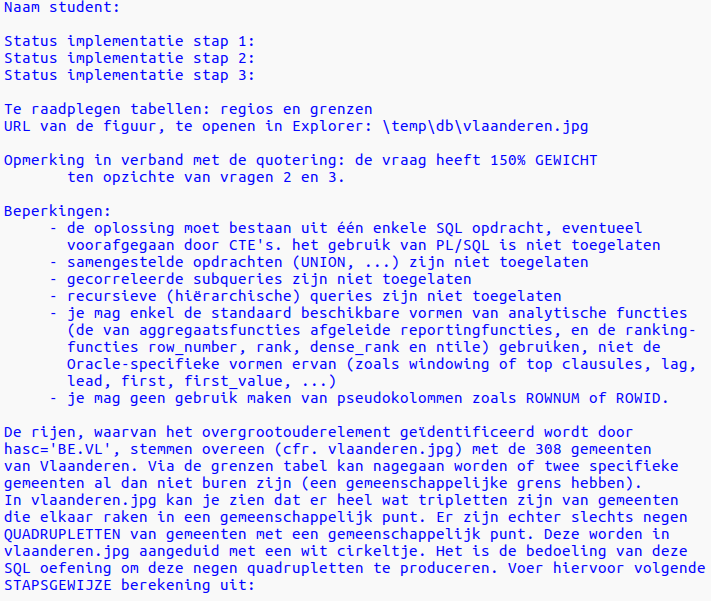 Naam student:
Status implementatie stap 1:
Status implementatie stap 2:
Status implementatie stap 3:
Te raadplegen tabellen: regios en grenzen
URL van de figuur, te openen in Explorer: \temp\db\vlaanderen.jpg
Opmerking in verband met de quotering: de vraag heeft 150% GEWICHT
ten opzichte van vragen 2 en 3.
Beperkingen:
- de oplossing moet bestaan uit één enkele SQL opdracht, eventueel
voorafgegaan door CTE's. het gebruik van PL/SQL is niet toegelaten
- samengestelde opdrachten (UNION, ...) zijn niet toegelaten
- gecorreleerde subqueries zijn niet toegelaten
- recursieve (hiërarchische) queries zijn niet toegelaten
- je mag enkel de standaard beschikbare vormen van analytische functies
(de van aggregaatsfuncties afgeleide reportingfuncties, en de ranking-
functies row_number, rank, dense_rank en ntile) gebruiken, niet de
Oracle-specifieke vormen ervan (zoals windowing of top clausules, lag,
lead, first, first_value, ...)
- je mag geen gebruik maken van pseudokolommen zoals ROWNUM of ROWID.
De rijen, waarvan het overgrootouderelement geïdentificeerd wordt door
hasc='BE.VL', stemmen overeen (cfr. vlaanderen.jpg) met de 308 gemeenten
van Vlaanderen. Via de grenzen tabel kan nagegaan worden of twee specifieke
gemeenten al dan niet buren zijn (een gemeenschappelijke grens hebben).
In vlaanderen.jpg kan je zien dat er heel wat tripletten zijn van gemeenten
die elkaar raken in een gemeenschappelijk punt. Er zijn echter slechts negen
QUADRUPLETTEN van gemeenten met een gemeenschappelijk punt. Deze worden in
vlaanderen.jpg aangeduid met een wit cirkeltje. Het is de bedoeling van deze
SQL oefening om deze negen quadrupletten te produceren. Voer hiervoor volgende
STAPSGEWIJZE berekening uit: